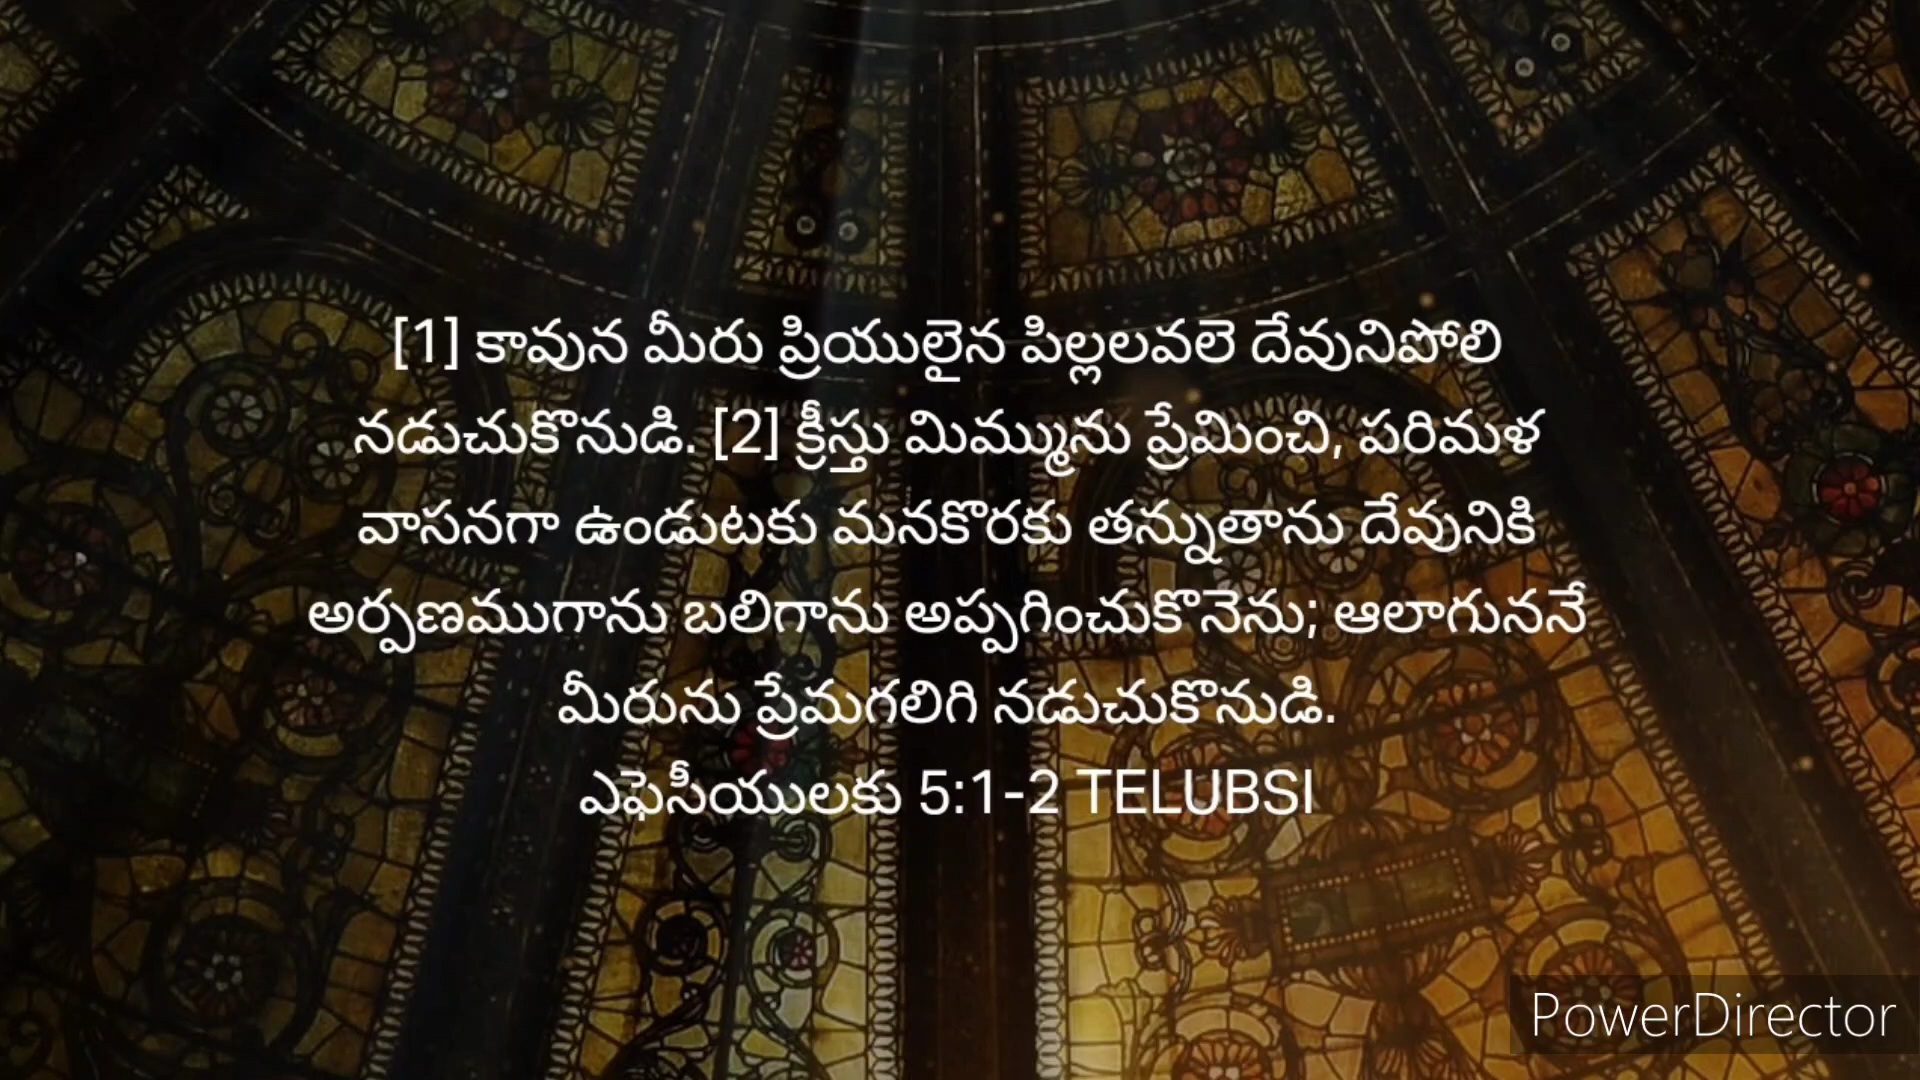 [1] కావున మీరు ప్రియులైన పిల్లలవలె దేవునిపోలి
నడుచుకొనుడి. [2] క్రీస్తు మిమ్మును ప్రేమించి, పరిమళ
వాసనగా ఉండుటకు మనకొరకు తన్నుతాను దేవునికి
అర్పణముగాను బలిగాను అప్పగించుకొనెను; ఆలాగుననే
మీరును ప్రేమగలిగి నడుచుకొనుడి.
ఎఫెసీయులకు 5:1-2 TELUBSI
PowerDirector